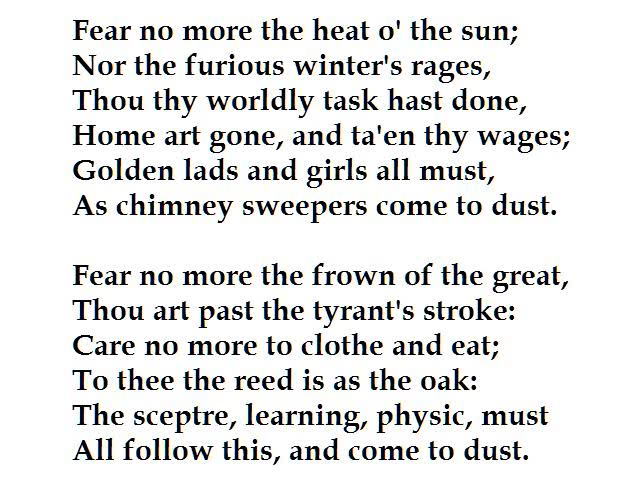 Fear no more the heat o' the sun;
Nor the furious winter's rages,
Thou thy worldly task hast done,
Home art gone, and ta'en thy wages;
Golden lads and girls all must,
As chimney sweepers come to dust.

Fear no more the frown of the great,
Thou art past the tyrant's stroke:
Care no more to clothe and eat;
To thee the reed is as the oak:
The sceptre, learning, physic, must
All follow this, and come to dust.